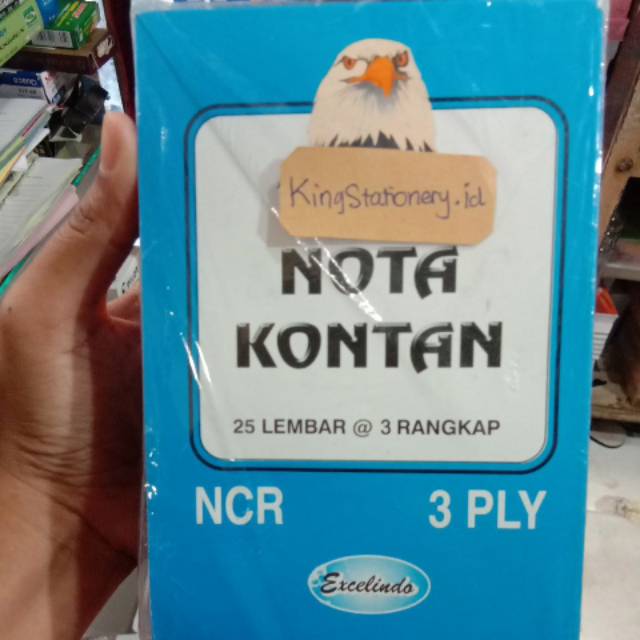 KingStationery.id
NOTA
KONTAN
25 LEMBAR @ 3 RANGKAP
NCR
3 PLY
Excelindo